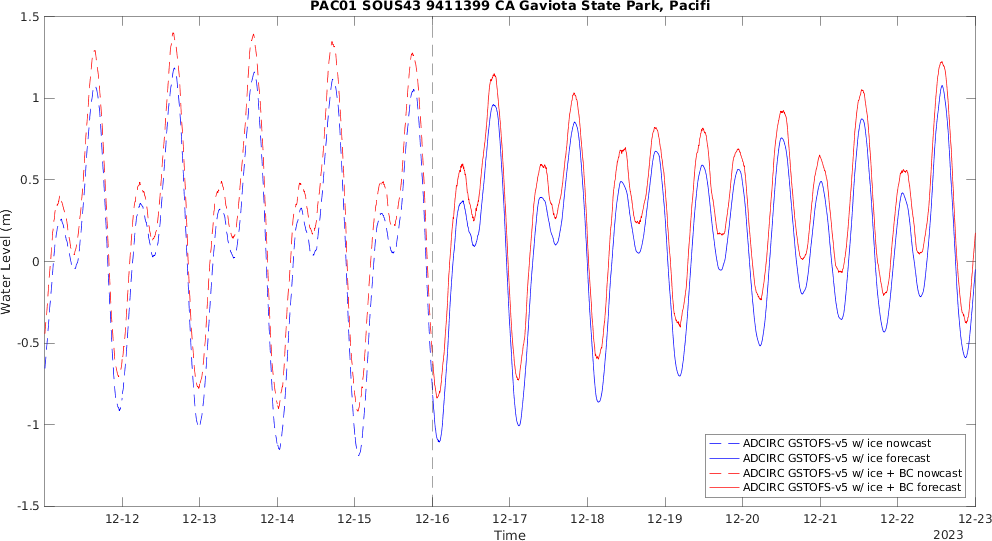 PAC01 SOUS43 9411399 CA Gaviota State Park, Pacifi
1.5
1
0.5
0
-0.5
-1
-1.5
Water Level (m)
12-12 12-13 12-14 12-15 12-16 12-17 12-18 12-19 12-20 12-21 12-22 12-23
Time
2023
ADCIRC GSTOFS-v5 w/ ice nowcast
ADCIRC GSTOFS-v5 w/ ice forecast
ADCIRC GSTOFS-v5 w/ ice + BC nowcast
ADCIRC GSTOFS-v5 w/ ice + BC forecast